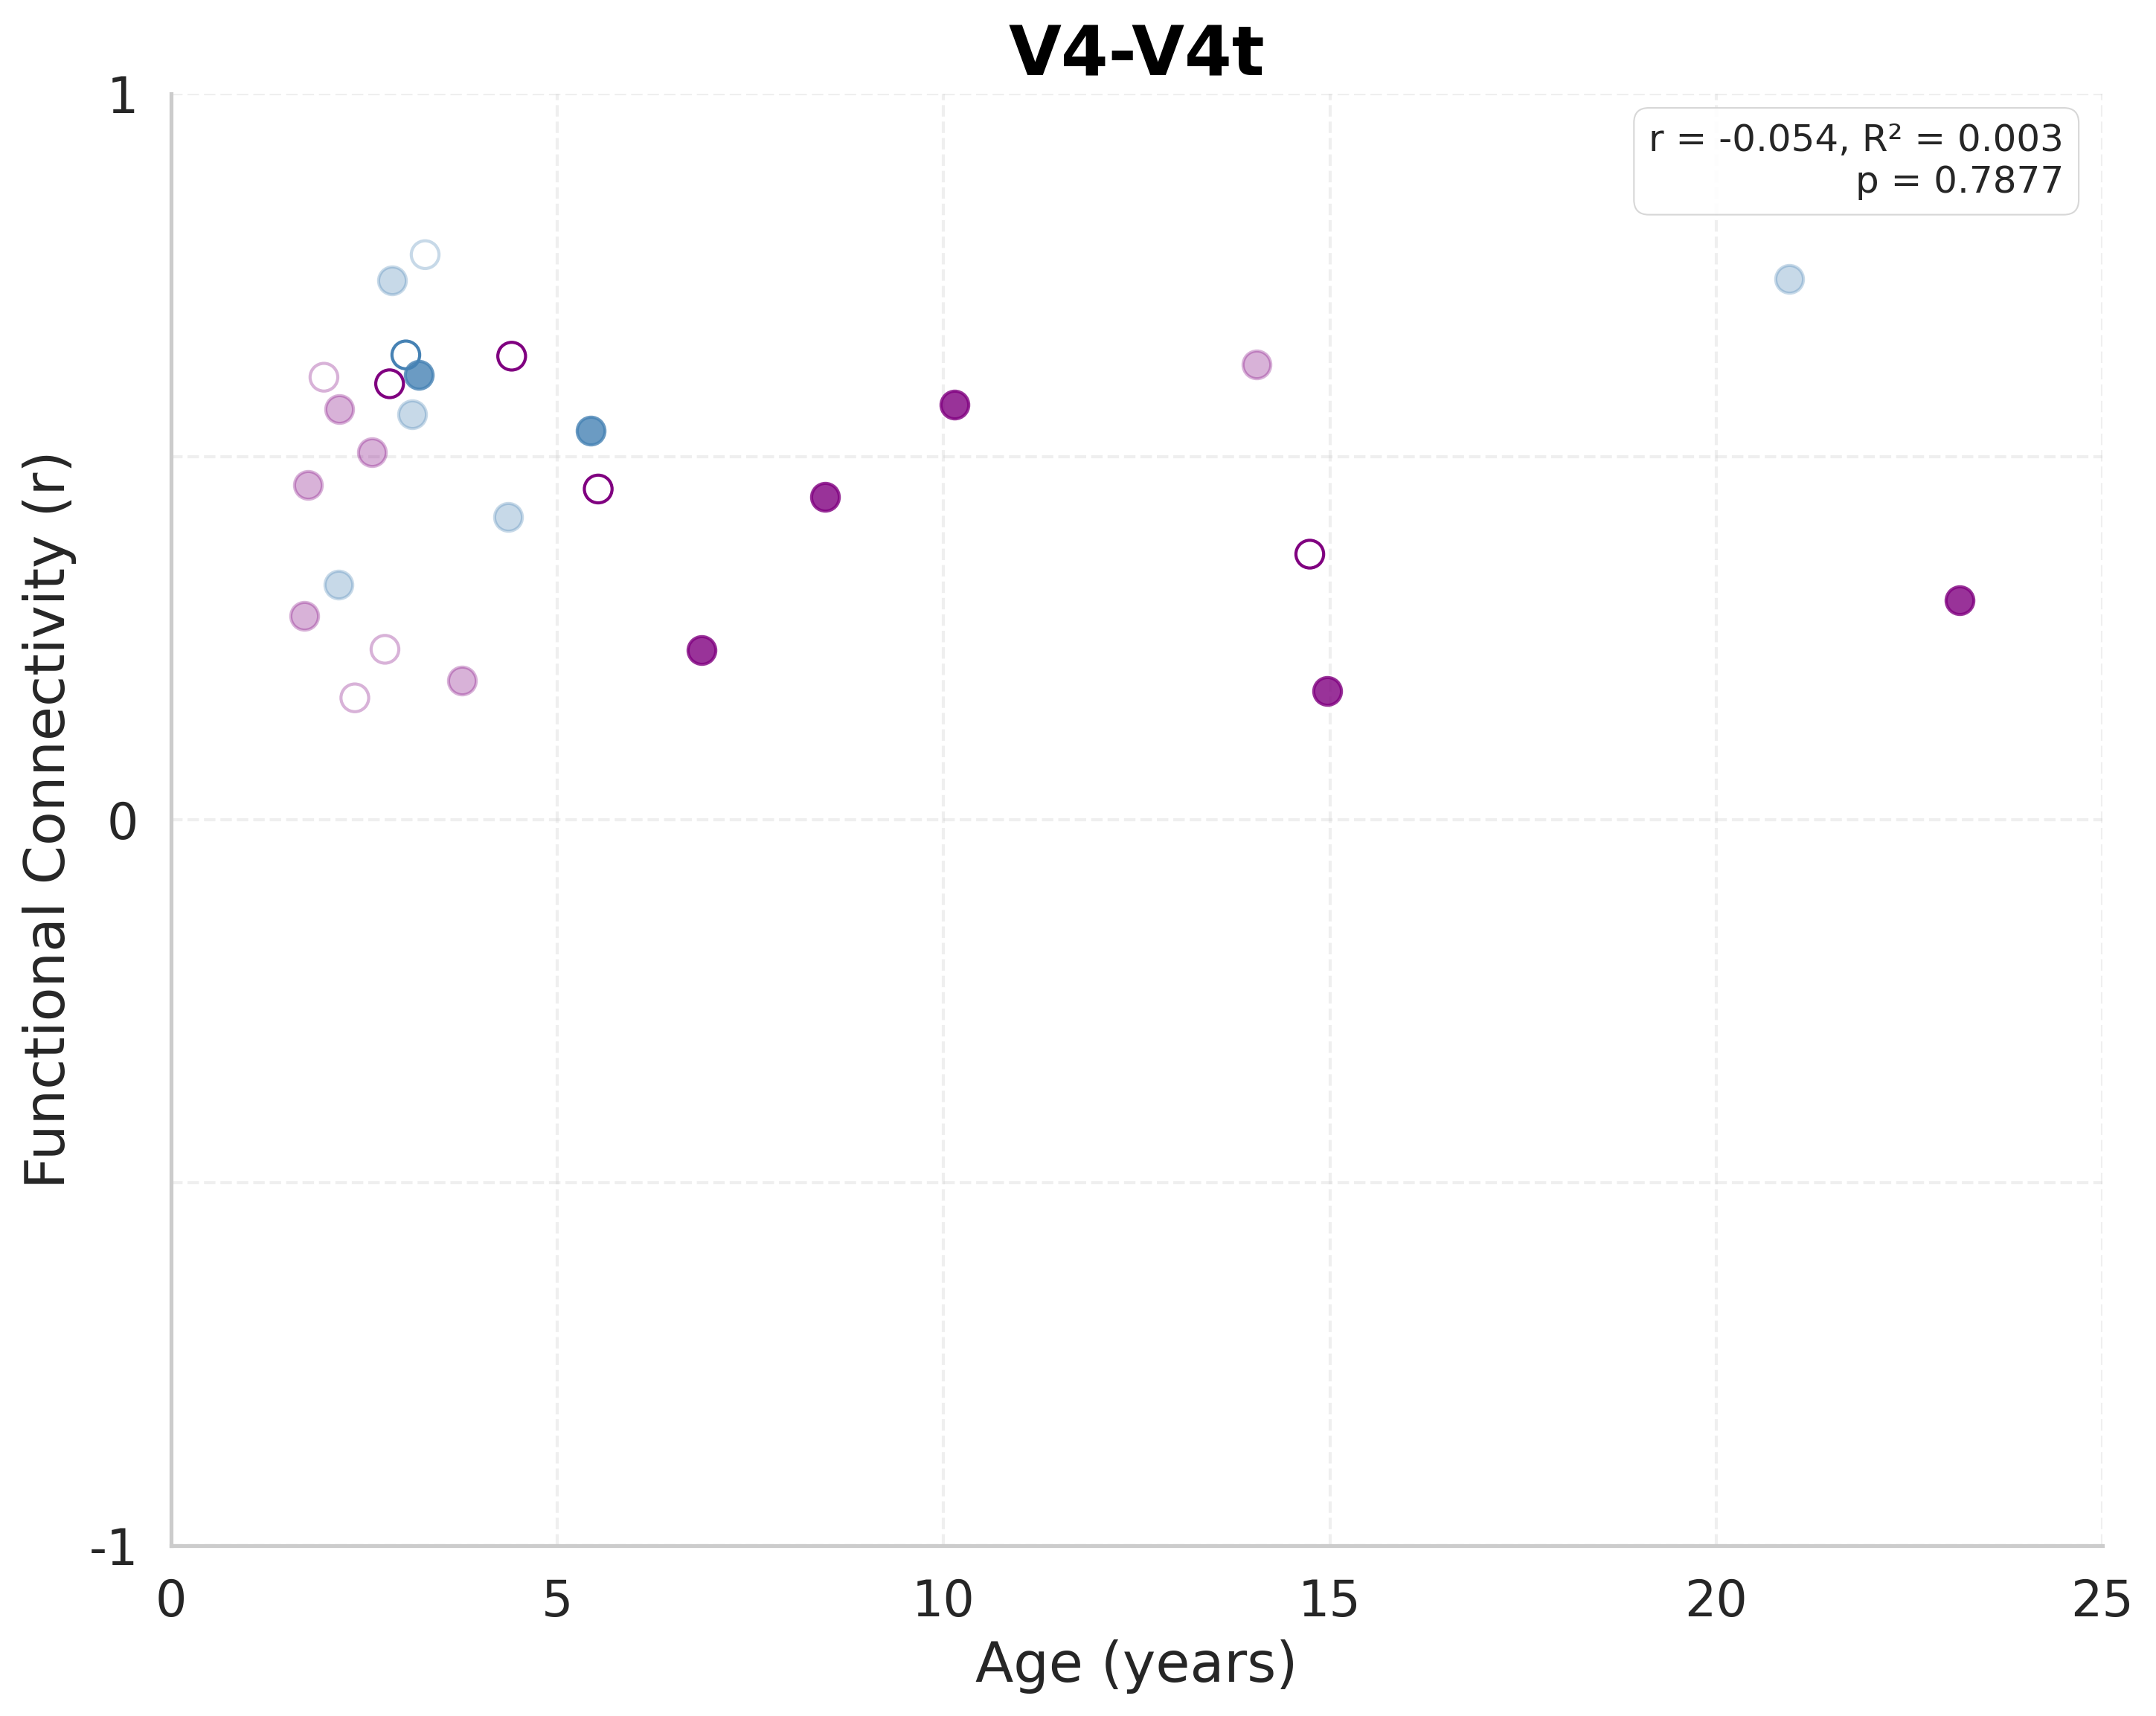 V4-V4t
r = -0.054, R² = 0.003
p = 0.7877
Functional Connectivity (r)
1
0
-1
0 5 10 15 20 25
Age (years)